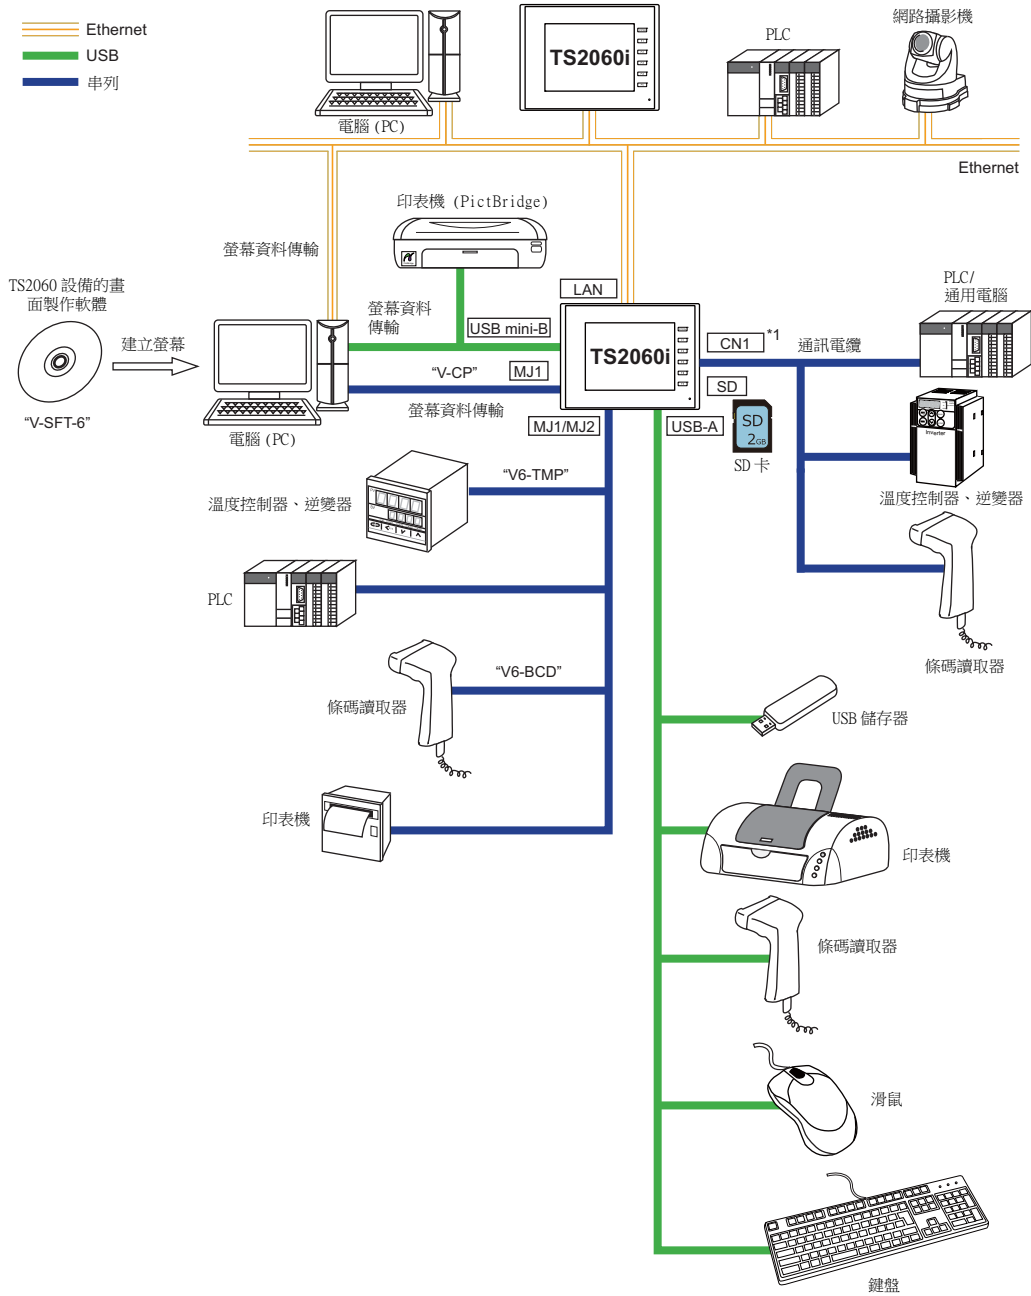 Ethernet
USB
串列
TS2060i
電腦 (PC)
PLC
網路攝影機
Ethernet
印表機 (PictBridge)
螢幕資料傳輸
TS2060 設備的畫
面製作軟體
建立螢幕
"V-SFT-6"
電腦 (PC)
螢幕資料
傳輸
LAN
USB mini-B
"V-CP"
MJ1
螢幕資料傳輸
TS2060i
MJ1/MJ2
USB-A
CN1
*1
SD
SD
2GB
SD 卡
通訊電纜
PLC/
通用電腦
Inverter
溫度控制器、逆變器
條碼讀取器
"V6-TMP"
溫度控制器、逆變器
PLC
"V6-BCD"
條碼讀取器
印表機
USB 儲存器
印表機
條碼讀取器
滑鼠
鍵盤